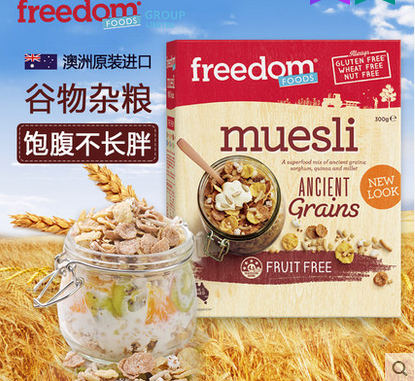 freedom
FOODS
GROUP
澳洲原装进口
谷物杂粮
饱腹不长胖
freedom
FOODS
Always
GLUTEN FREE
WHEAT FREE
NUT FREE
300g
muesli
A superfood mix of ancient grains
sorghum, quinoa and millet
ANCIENT
Grains
NEW
LOOK
FRUIT FREE